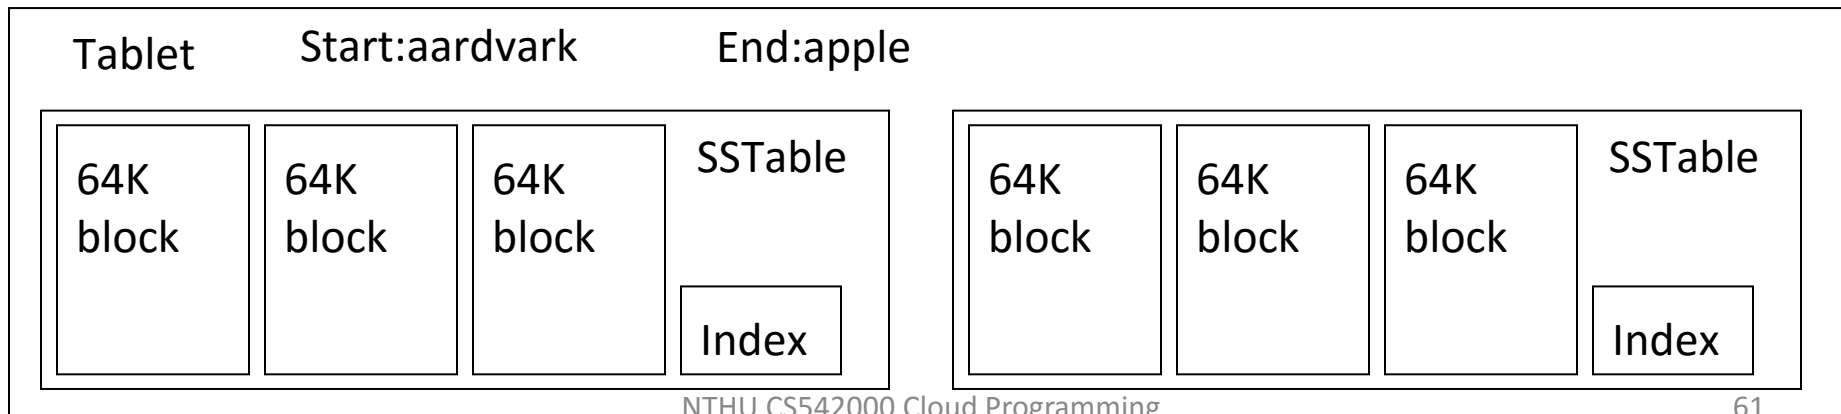 Tablet Start:aardvark End:apple
64K
block
64K
block
64K
block
SSTable
Index
64K
block
64K
block
64K
block
SSTable
Index
NTHU CS542000 Cloud Programming
61